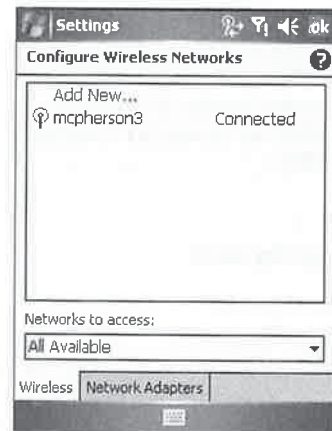 Settings ok
Configure Wireless Networks ?
Add New...
mcpherson3 Connected
Networks to access:
All Available
Wireless Network Adapters